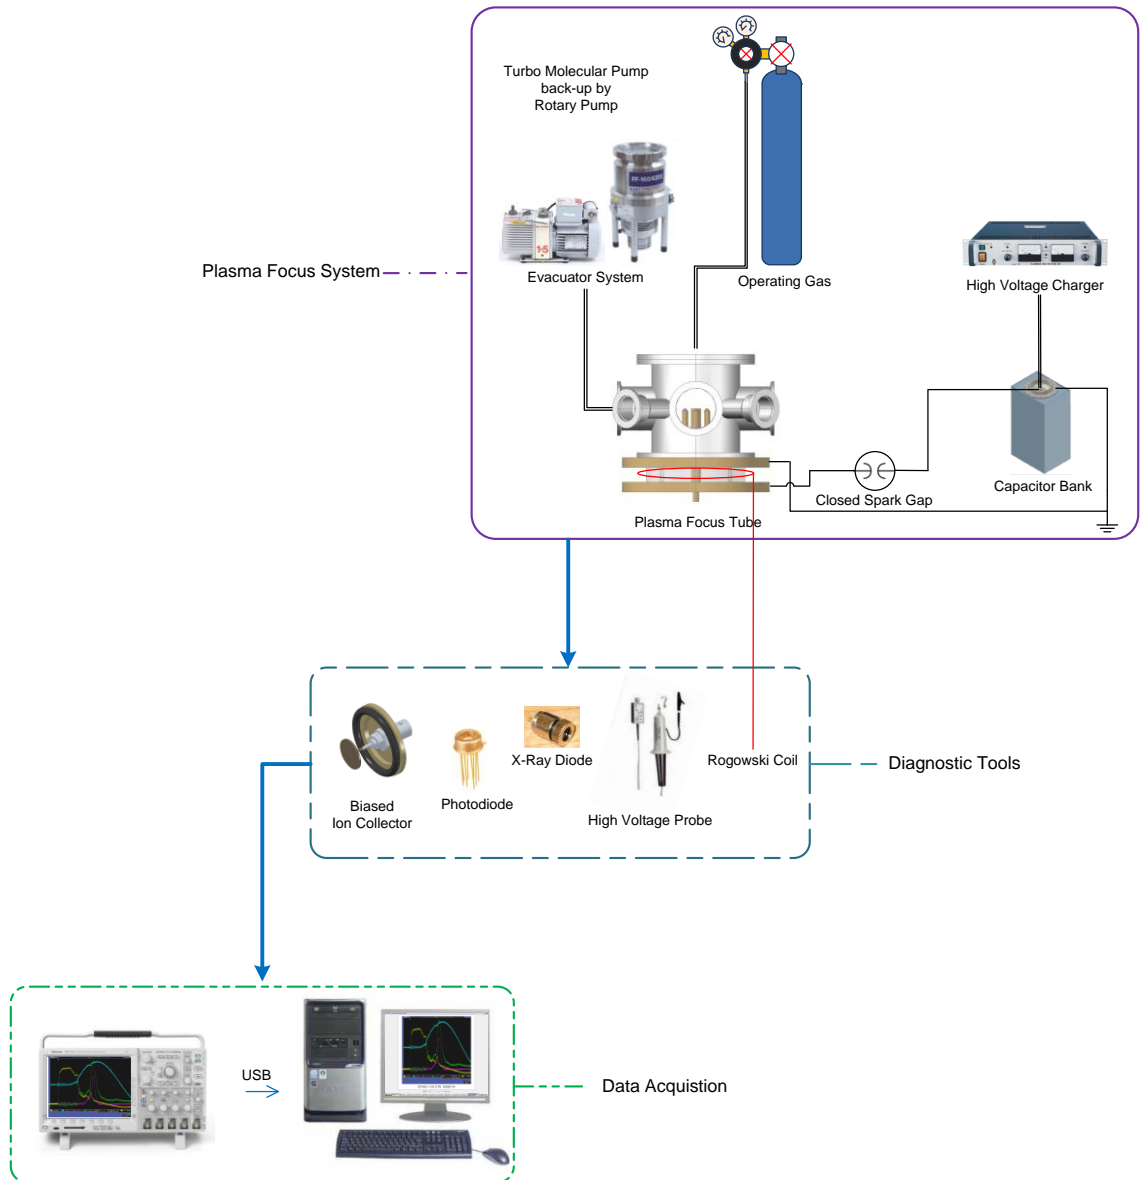 Turbo Molecular Pump
back-up by
Rotary Pump
Plasma Focus System
Evacuator System
Operating Gas
High Voltage Charger
Closed Spark Gap
Capacitor Bank
Plasma Focus Tube
X-Ray Diode
Rogowski Coil
Diagnostic Tools
Biased
Ion Collector
Photodiode
High Voltage Probe
USB
Data Acquistion